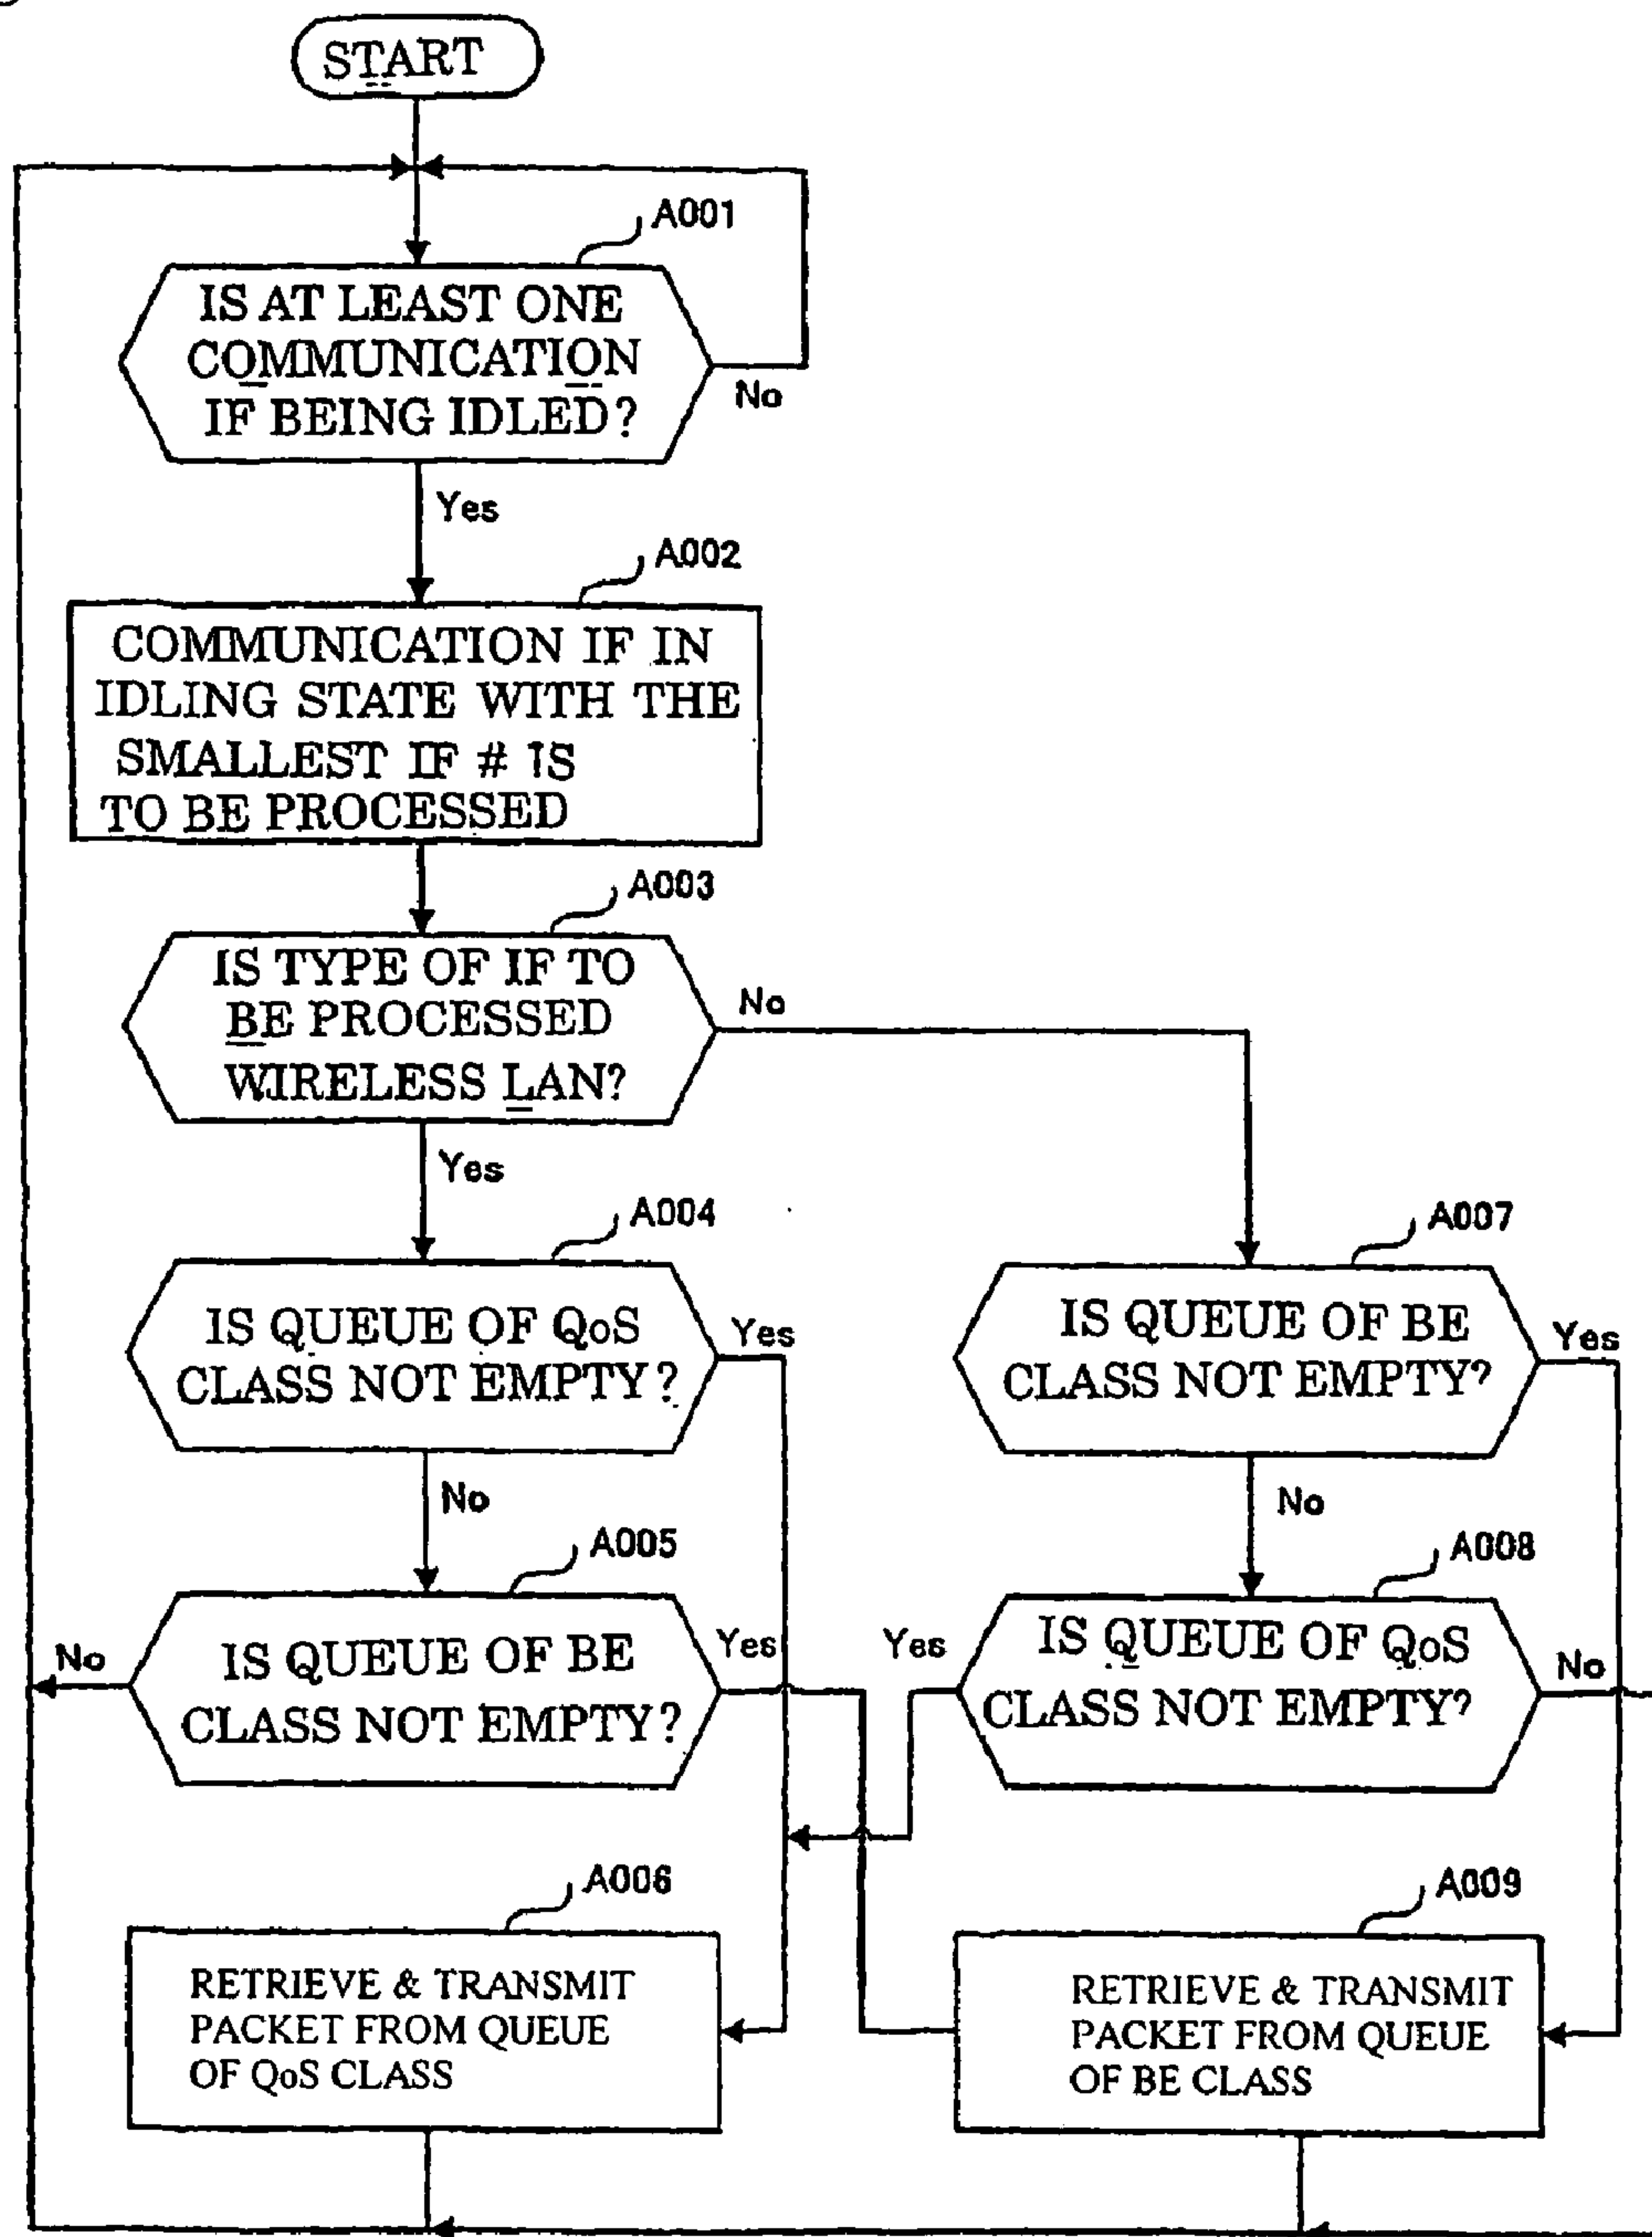 START
A001
IS AT LEAST ONE
COMMUNICATION
IF BEING IDLED?
No
Yes
A002
COMMUNICATION IF IN
IDLING STATE WITH THE
SMALLEST IF # IS
TO BE PROCESSED
A003
IS TYPE OF IF TO
BE PROCESSED
WIRELESS LAN?
No
Yes
A004
IS QUEUE OF QoS
CLASS NOT EMPTY?
Yes
No
A007
IS QUEUE OF BE
CLASS NOT EMPTY?
Yes
No
A005
IS QUEUE OF BE
CLASS NOT EMPTY?
No
Yes
A008
IS QUEUE OF QoS
CLASS NOT EMPTY?
Yes
No
A006
RETRIEVE & TRANSMIT
PACKET FROM QUEUE
OF QoS CLASS
A009
RETRIEVE & TRANSMIT
PACKET FROM QUEUE
OF BE CLASS